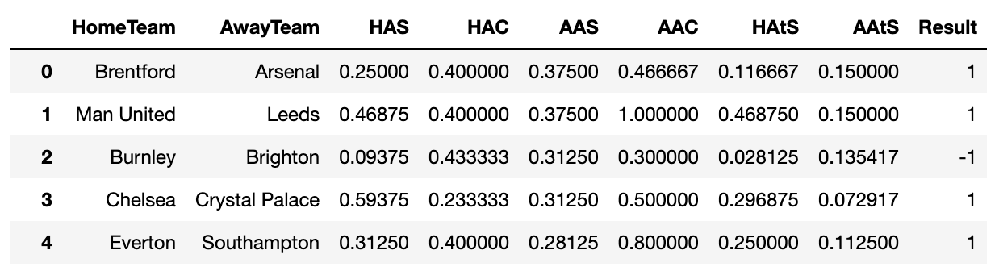 HomeTeam AwayTeam HAS HAC AAS AAC HAtS AAtS Result
0 Brentford Arsenal 0.25000 0.400000 0.37500 0.466667 0.116667 0.150000 1
1 Man United Leeds 0.46875 0.400000 0.37500 1.000000 0.468750 0.150000 1
2 Burnley Brighton 0.09375 0.433333 0.31250 0.300000 0.028125 0.135417 -1
3 Chelsea Crystal Palace 0.59375 0.233333 0.31250 0.500000 0.296875 0.072917 1
4 Everton Southampton 0.31250 0.400000 0.28125 0.800000 0.250000 0.112500 1